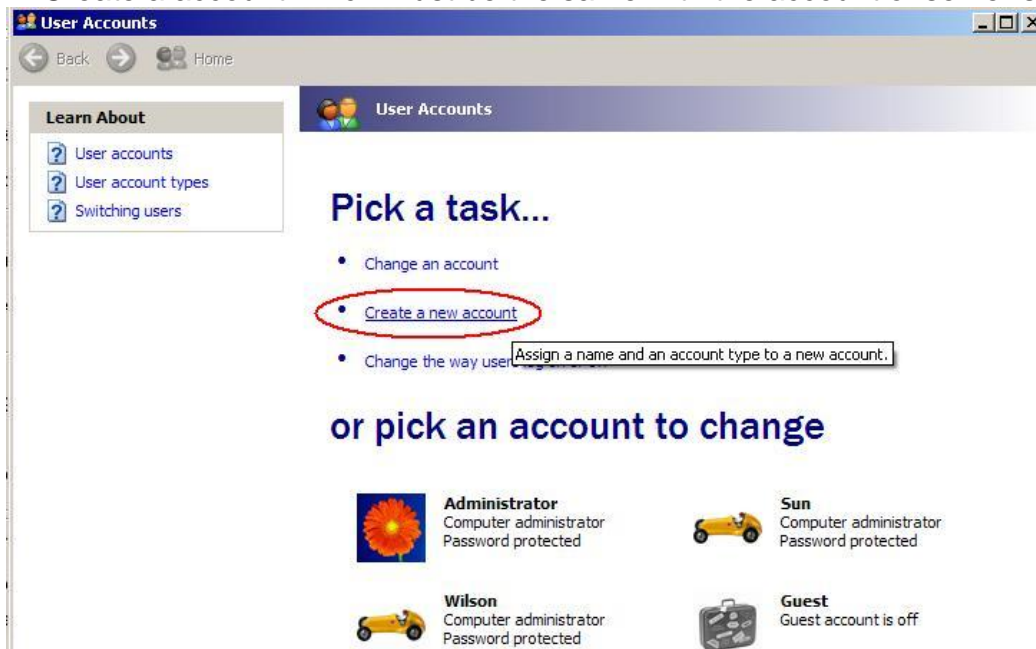 User Accounts
Back Home
Learn About
User accounts
User account types
Switching users
User Accounts
Pick a task...
Change an account
Create a new account
Assign a name and an account type to a new account.
Change the way users
or pick an account to change
Administrator
Computer administrator
Password protected
Sun
Computer administrator
Password protected
Wilson
Computer administrator
Password protected
Guest
Guest account is off